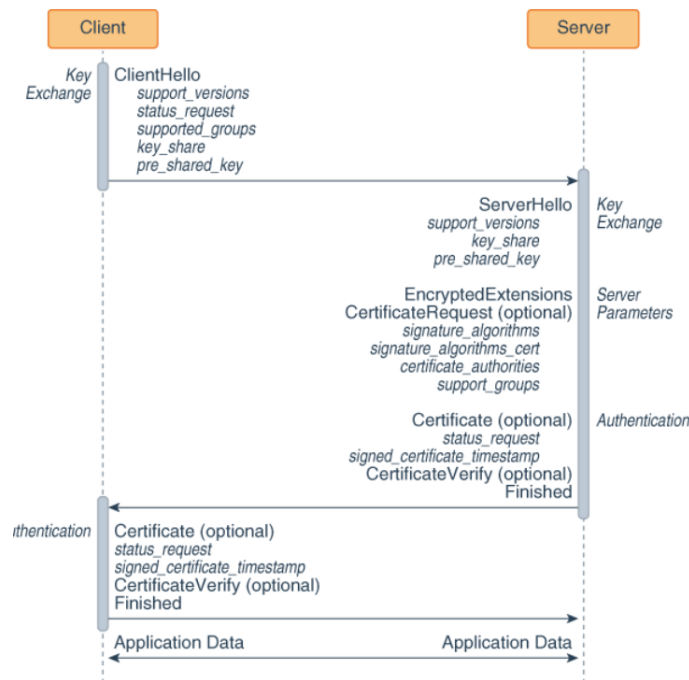 Client
Server
Key
Exchange
ClientHello
support_versions
status_request
supported_groups
key_share
pre_shared_key
ServerHello
support_versions
key_share
pre_shared_key
Key
Exchange
EncryptedExtensions
CertificateRequest (optional)
signature_algorithms
signature_algorithms_cert
certificate_authorities
support_groups
Server
Parameters
Certificate (optional)
status_request
signed_certificate_timestamp
CertificateVerify (optional)
Finished
Authentication
uthentication
Certificate (optional)
status_request
signed_certificate_timestamp
CertificateVerify (optional)
Finished
Application Data
Application Data